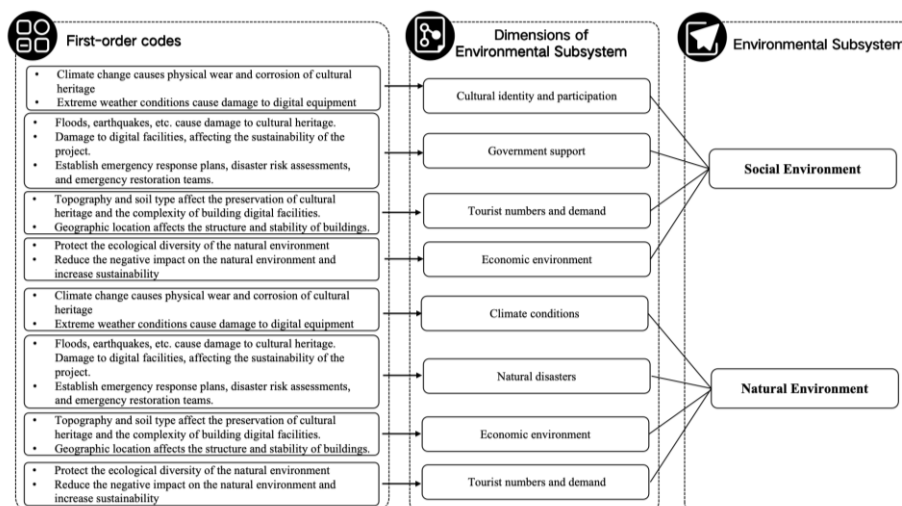 First-order codes
Dimensions of
Environmental Subsystem
Environmental Subsystem
• Climate change causes physical wear and corrosion of cultural
heritage
• Extreme weather conditions cause damage to digital equipment
Cultural identity and participation
• Floods, earthquakes, etc. cause damage to cultural heritage.
• Damage to digital facilities, affecting the sustainability of the
project.
• Establish emergency response plans, disaster risk assessments,
and emergency restoration teams.
Government support
Social Environment
• Topography and soil type affect the preservation of cultural
heritage and the complexity of building digital facilities.
• Geographic location affects the structure and stability of buildings.
Tourist numbers and demand
• Protect the ecological diversity of the natural environment
• Reduce the negative impact on the natural environment and
increase sustainability
Economic environment
• Climate change causes physical wear and corrosion of cultural
heritage
• Extreme weather conditions cause damage to digital equipment
Climate conditions
• Floods, earthquakes, etc. cause damage to cultural heritage.
Damage to digital facilities, affecting the sustainability of the
project.
• Establish emergency response plans, disaster risk assessments,
and emergency restoration teams.
Natural disasters
Natural Environment
• Topography and soil type affect the preservation of cultural
heritage and the complexity of building digital facilities.
• Geographic location affects the structure and stability of buildings.
Economic environment
• Protect the ecological diversity of the natural environment
• Reduce the negative impact on the natural environment and
increase sustainability
Tourist numbers and demand